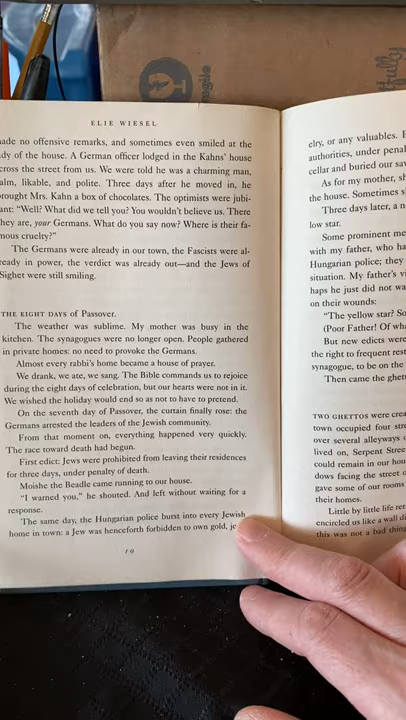 ELIE WIESEL
made no offensive remarks, and sometimes even smiled at the
lady of the house. A German officer lodged in the Kahns' house
across the street from us. We were told he was a charming man,
calm, likable, and polite. Three days after he moved in, he
brought Mrs. Kahn a box of chocolates. The optimists were jubi-
lant: "Well? What did we tell you? You wouldn't believe us. There
they are, your Germans. What do you say now? Where is their fa-
mous cruelty?"
The Germans were already in our town, the Fascists were al-
ready in power, the verdict was already out—and the Jews of
Sighet were still smiling.
THE EIGHT DAYS of Passover.
The weather was sublime. My mother was busy in the
kitchen. The synagogues were no longer open. People gathered
in private homes: no need to provoke the Germans.
Almost every rabbi's home became a house of prayer.
We drank, we ate, we sang. The Bible commands us to rejoice
during the eight days of celebration, but our hearts were not in it.
We wished the holiday would end so as not to have to pretend.
On the seventh day of Passover, the curtain finally rose: the
Germans arrested the leaders of the Jewish community.
From that moment on, everything happened very quickly.
The race toward death had begun.
First edict: Jews were prohibited from leaving their residences
for three days, under penalty of death.
Moishe the Beadle came running to our house.
"I warned you," he shouted. And left without waiting for a
response.
The same day, the Hungarian police burst into every Jewish
home in town: a Jew was henceforth forbidden to own gold, je
10
elry, or any valuables. E
authorities, under penal
cellar and buried our sav
As for my mother, sh
the house. Sometimes s
Three days later, a n
low star.
Some prominent me
with my father, who ha
Hungarian police; they
situation. My father's vi
haps he just did not wa
on their wounds:
"The yellow star? So
(Poor Father! Of wha
But new edicts were
the right to frequent rest
synagogue, to be on the
Then came the ghett
TWO GHETTOS were crea
town occupied four stre
over several alleyways o
lived on, Serpent Stree
could remain in our hou
dows facing the street o
gave some of our rooms
their homes.
Little by little life ret
encircled us like a wall di
this was not a bad thing